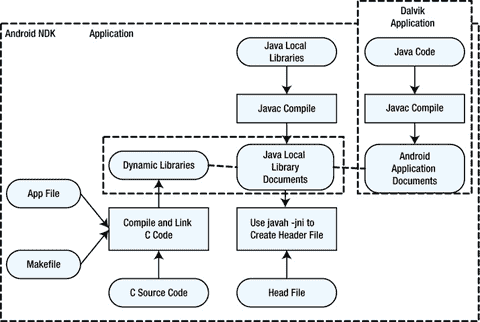 Dalvik
Application
Android NDK
Application
Java Local
Libraries
Java Code
Javac Compile
Javac Compile
Dynamic Libraries
Java Local
Library
Documents
Android
Application
Documents
App File
Compile and Link
C Code
Use javah -jni to
Create Header File
Makefile
C Source Code
Head File